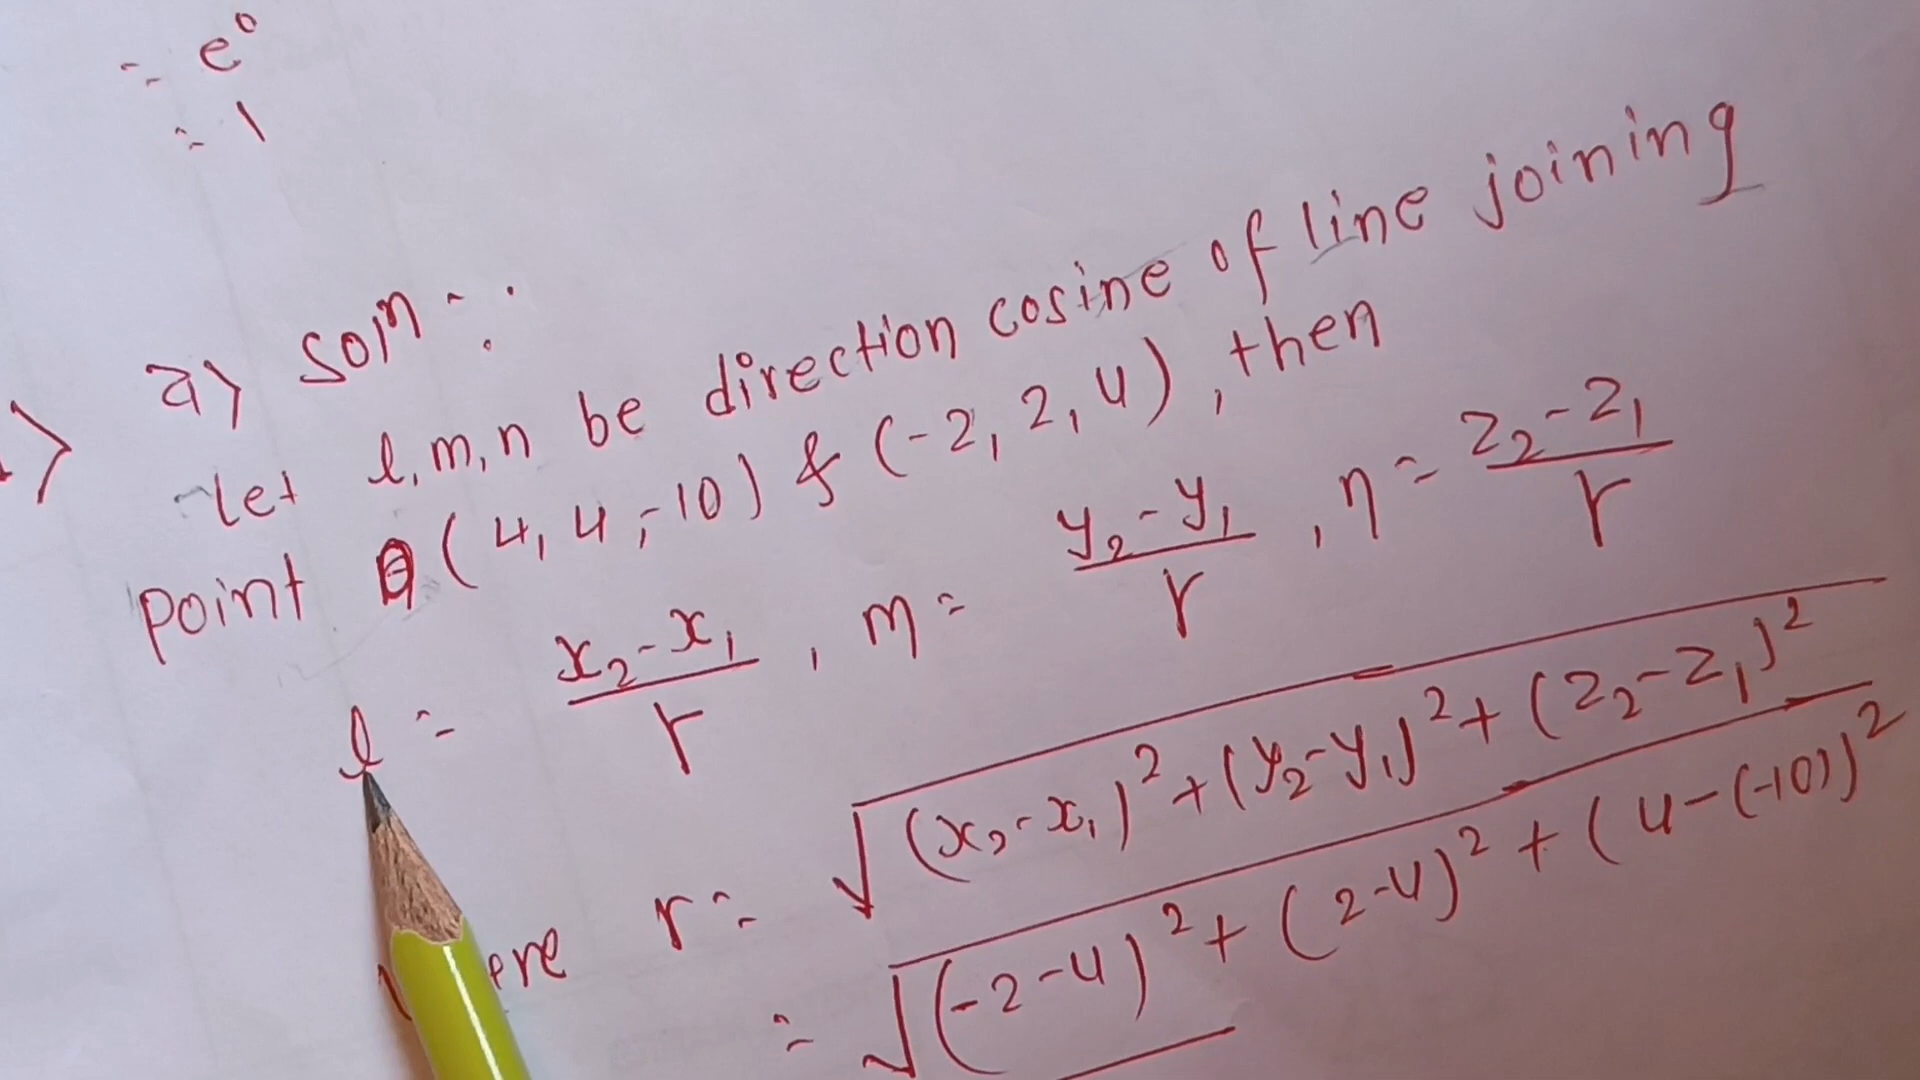 = e⁰
= 1
a) Soln :-
Let l, m, n be direction cosine of line joining
point (4, 4, -10) & (-2, 2, 4), then
l = x₂-x₁/r , m = y₂-y₁/r , n = z₂-z₁/r
r = √(x₂-x₁)²+(y₂-y₁)²+(z₂-z₁)²
= √(-2-4)²+(2-4)²+(4-(-10))²